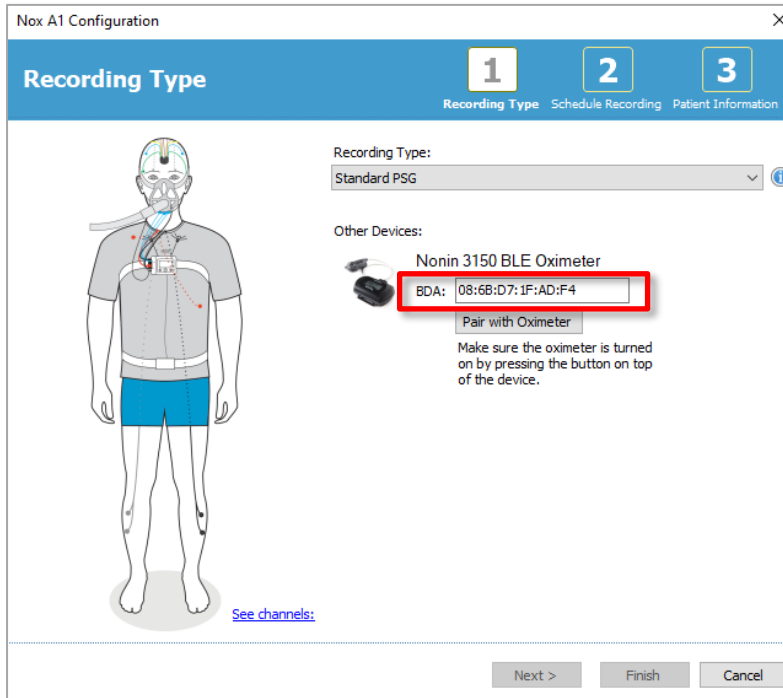 Nox A1 Configuration
Recording Type
1
Recording Type
2
Schedule Recording
3
Patient Information
Recording Type:
Standard PSG
Other Devices:
Nonin 3150 BLE Oximeter
BDA: 08:6B:D7:1F:AD:F4
Pair with Oximeter
Make sure the oximeter is turned
on by pressing the button on top
of the device.
See channels:
Next > Finish Cancel